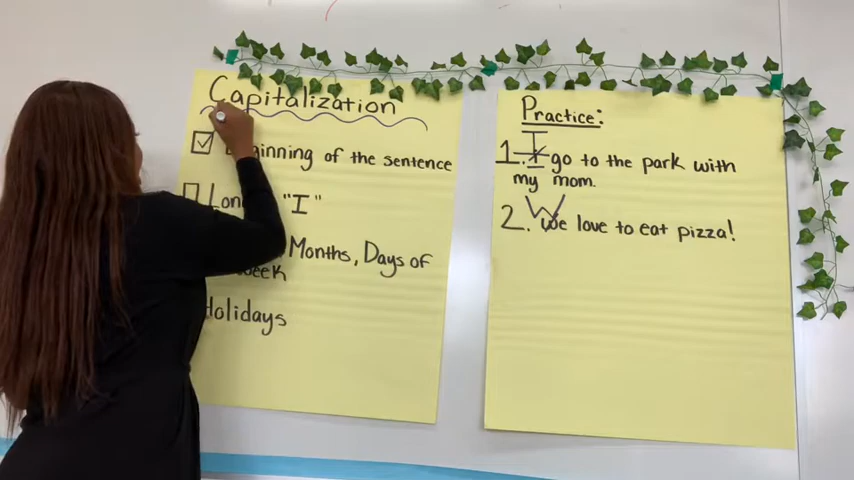 Capitalization
Beginning of the sentence
Lon "I"
Months, Days of
Week
Holidays
Practice:
1. I go to the park with
my mom.
2. We love to eat pizza!